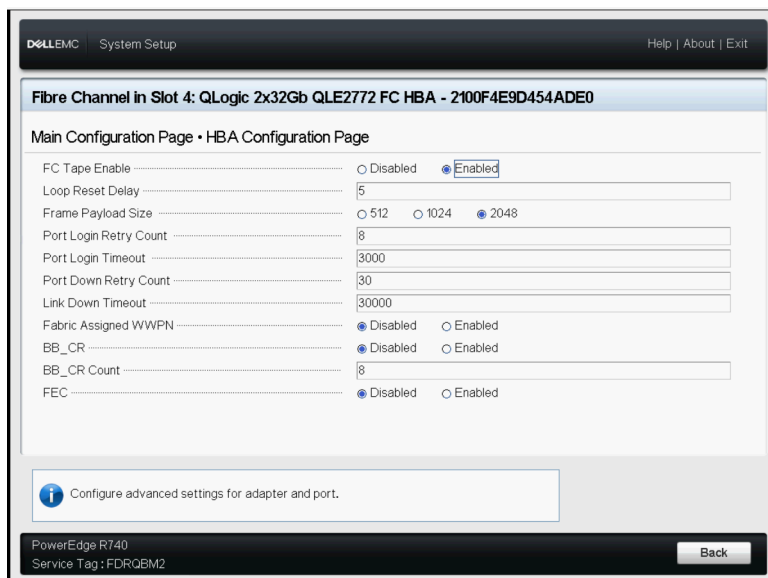 DELLEMC System Setup Help | About | Exit
Fibre Channel in Slot 4: QLogic 2x32Gb QLE2772 FC HBA - 2100F4E9D454ADE0
Main Configuration Page • HBA Configuration Page
FC Tape Enable Disabled Enabled
Loop Reset Delay 5
Frame Payload Size 512 1024 2048
Port Login Retry Count 8
Port Login Timeout 3000
Port Down Retry Count 30
Link Down Timeout 30000
Fabric Assigned WWPN Disabled Enabled
BB_CR Disabled Enabled
BB_CR Count 8
FEC Disabled Enabled
Configure advanced settings for adapter and port.
PowerEdge R740
Service Tag : FDRQBM2
Back